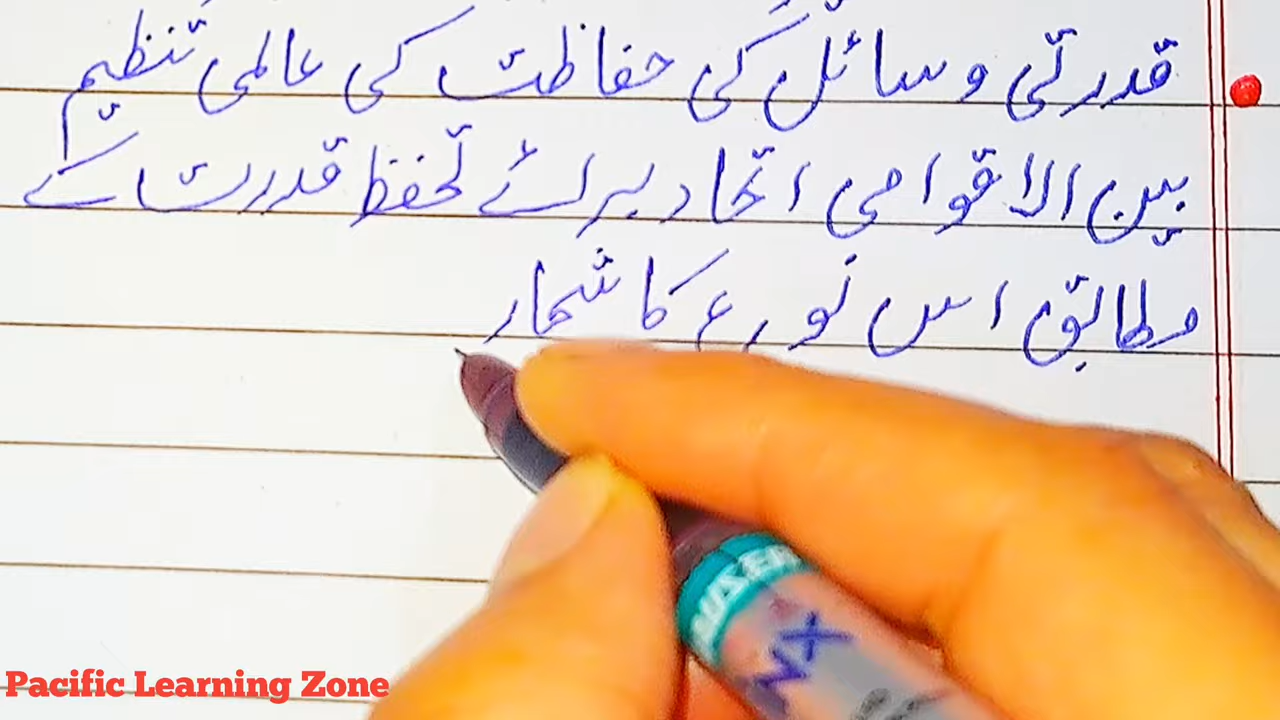 قدرتی وسائل کی حفاظت کی عالمی تنظیم
بین الاقوامی اتحاد برائے تحفظ قدرت کے
مطابق اس نوع کا شمار
Pacific Learning Zone